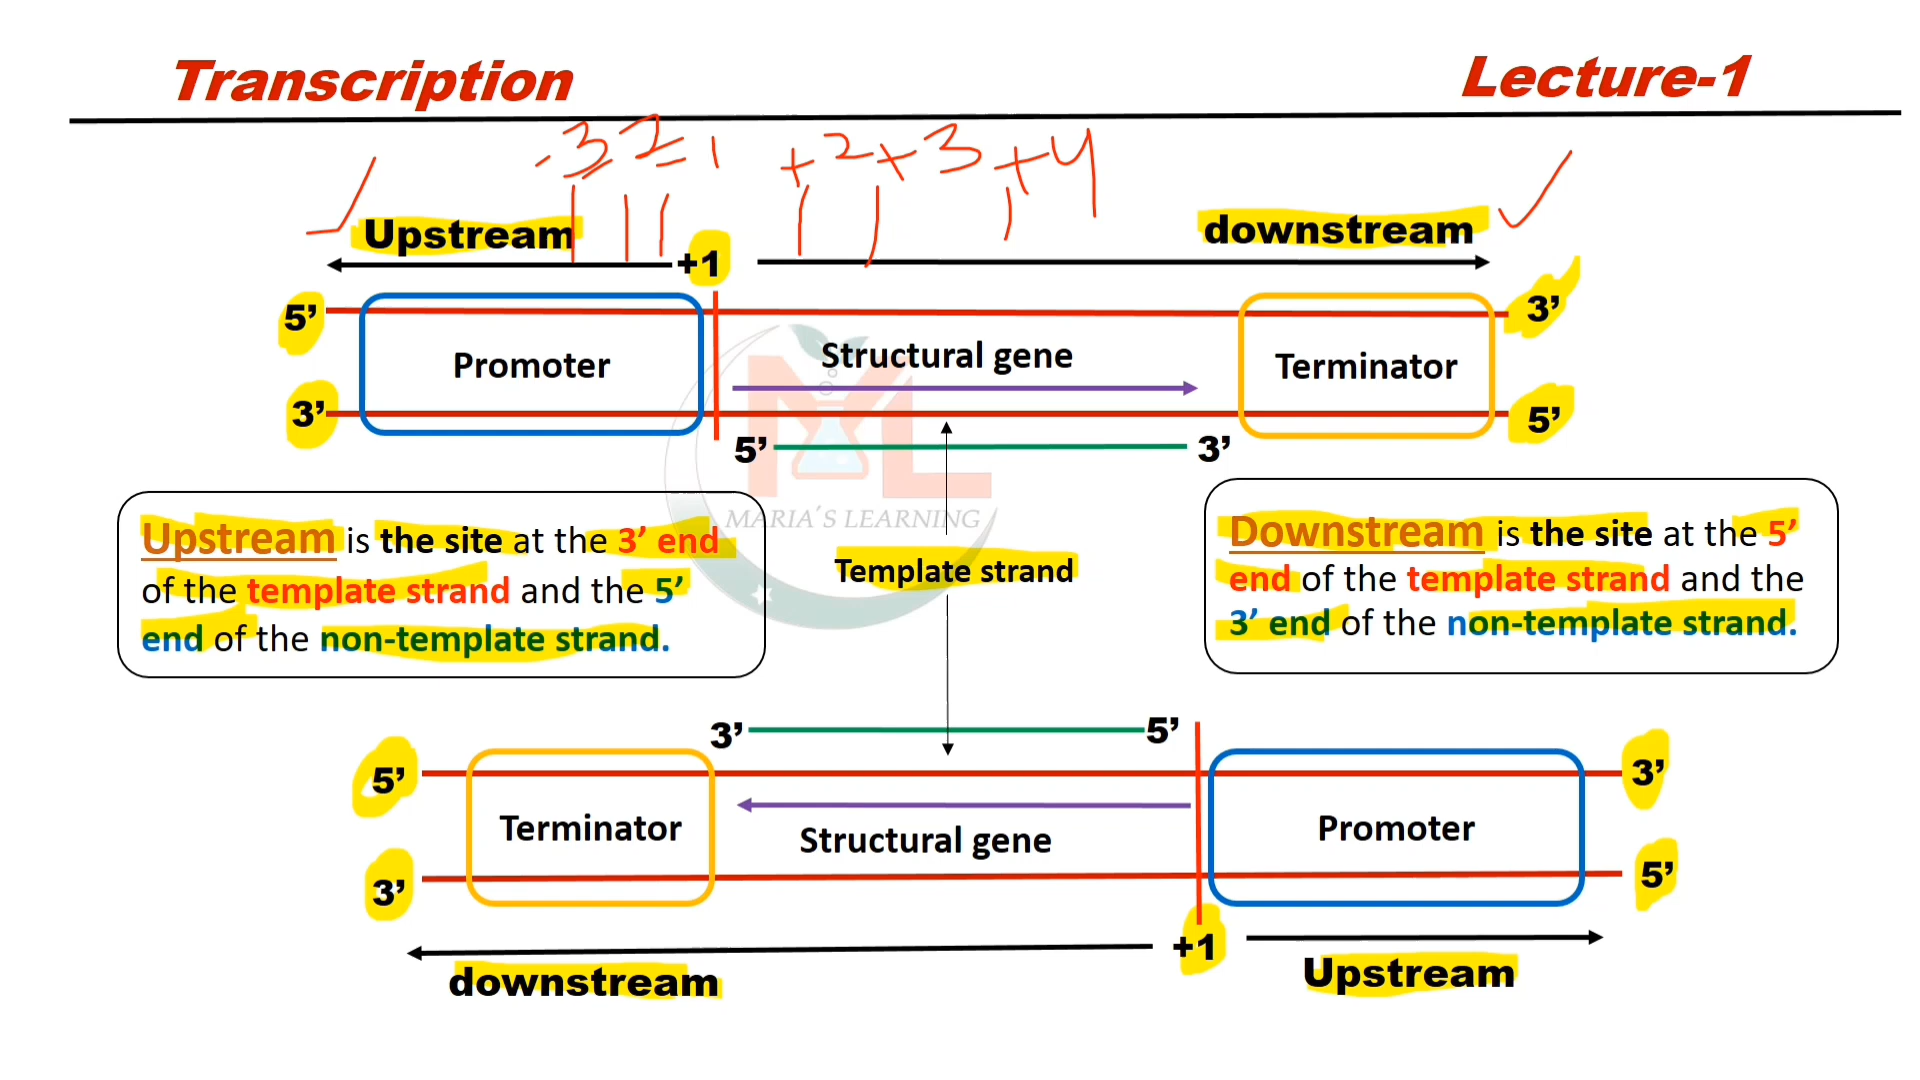 Transcription Lecture-1
-3 -2 -1 +2 +3 +4
Upstream +1 downstream
5’ 3’
Promoter Structural gene Terminator
3’ 5’
5’ 3’
MARIA'S LEARNING
Template strand
Upstream is the site at the 3’ end
of the template strand and the 5’
end of the non-template strand.
Downstream is the site at the 5’
end of the template strand and the
3’ end of the non-template strand.
3’ 5’
5’ 3’
Terminator Structural gene Promoter
3’ 5’
downstream +1 Upstream